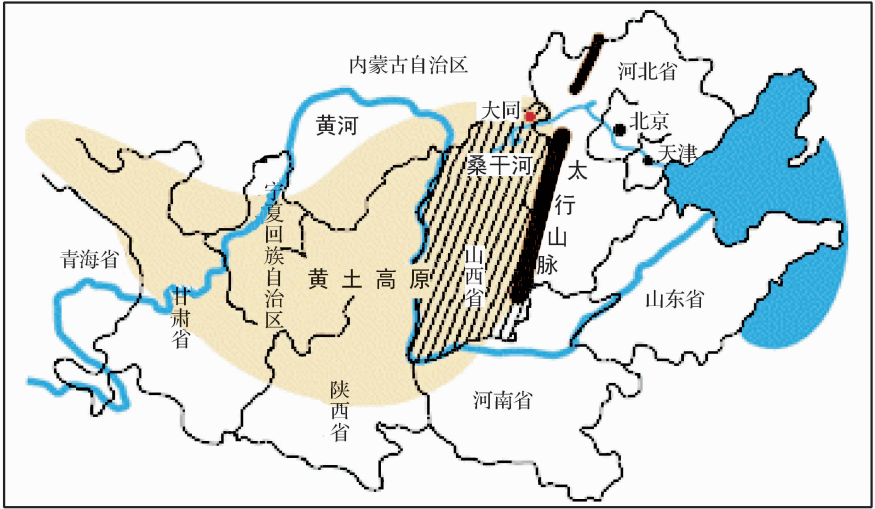 内蒙古自治区
河北省
大同
黄河
北京
天津
桑干河
太行山脉
宁夏回族自治区
青海省
黄土高原
山西省
甘肃省
山东省
陕西省
河南省